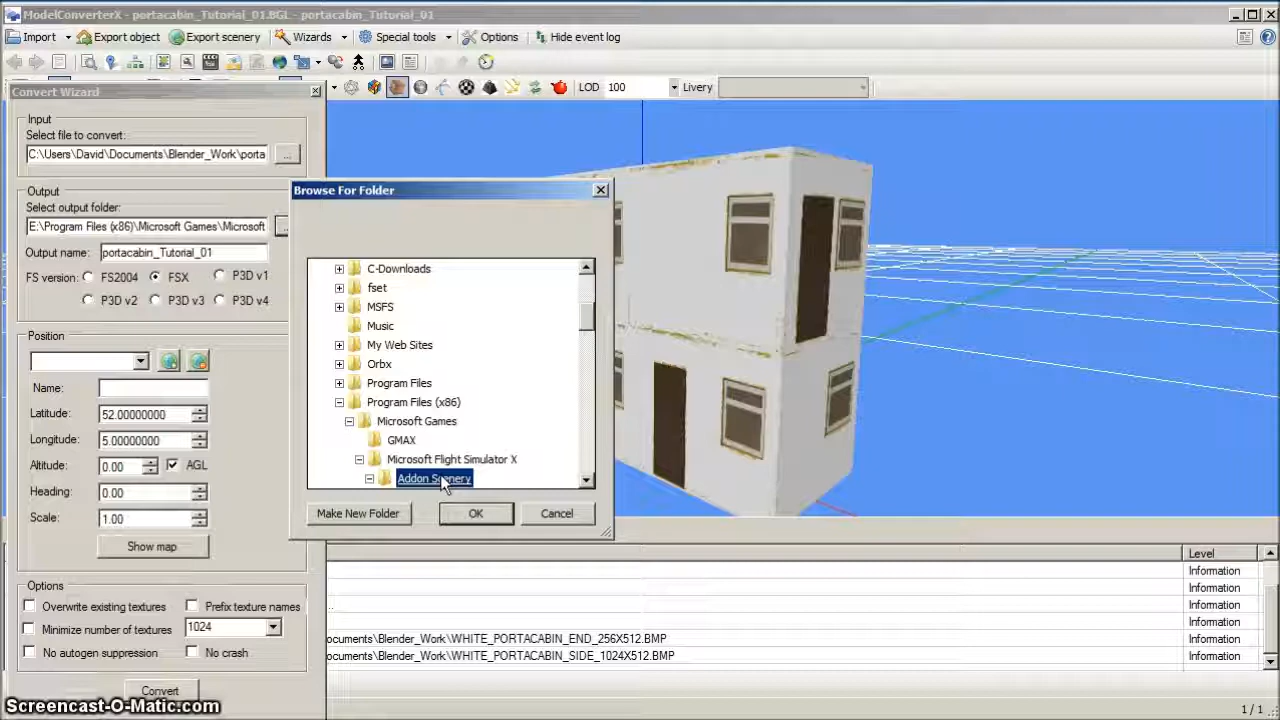 ModelConverterX - portacabin_Tutorial_01.BGL - portacabin_Tutorial_01
Import Export object Export scenery Wizards Special tools Options Hide event log
LOD 100 Livery
Convert Wizard
Input
Select file to convert:
C:\Users\David\Documents\Blender_Work\porta ...
Output
Select output folder:
E:\Program Files (x86)\Microsoft Games\Microsoft
Output name: portacabin_Tutorial_01
FS version: FS2004 FSX P3D v1
P3D v2 P3D v3 P3D v4
Position
Name:
Latitude: 52.00000000
Longitude: 5.00000000
Altitude: 0.00 AGL
Heading: 0.00
Scale: 1.00
Show map
Options
Overwrite existing textures Prefix texture names
Minimize number of textures 1024
No autogen suppression No crash
Convert
Browse For Folder
C-Downloads
fset
MSFS
Music
My Web Sites
Orbx
Program Files
Program Files (x86)
Microsoft Games
GMAX
Microsoft Flight Simulator X
Addon Scenery
Make New Folder OK Cancel
Level
Information
Information
Information
Information
ocuments\Blender_Work\WHITE_PORTACABIN_END_256X512.BMP Information
ocuments\Blender_Work\WHITE_PORTACABIN_SIDE_1024X512.BMP Information
1 / 1
Screencast-O-Matic.com